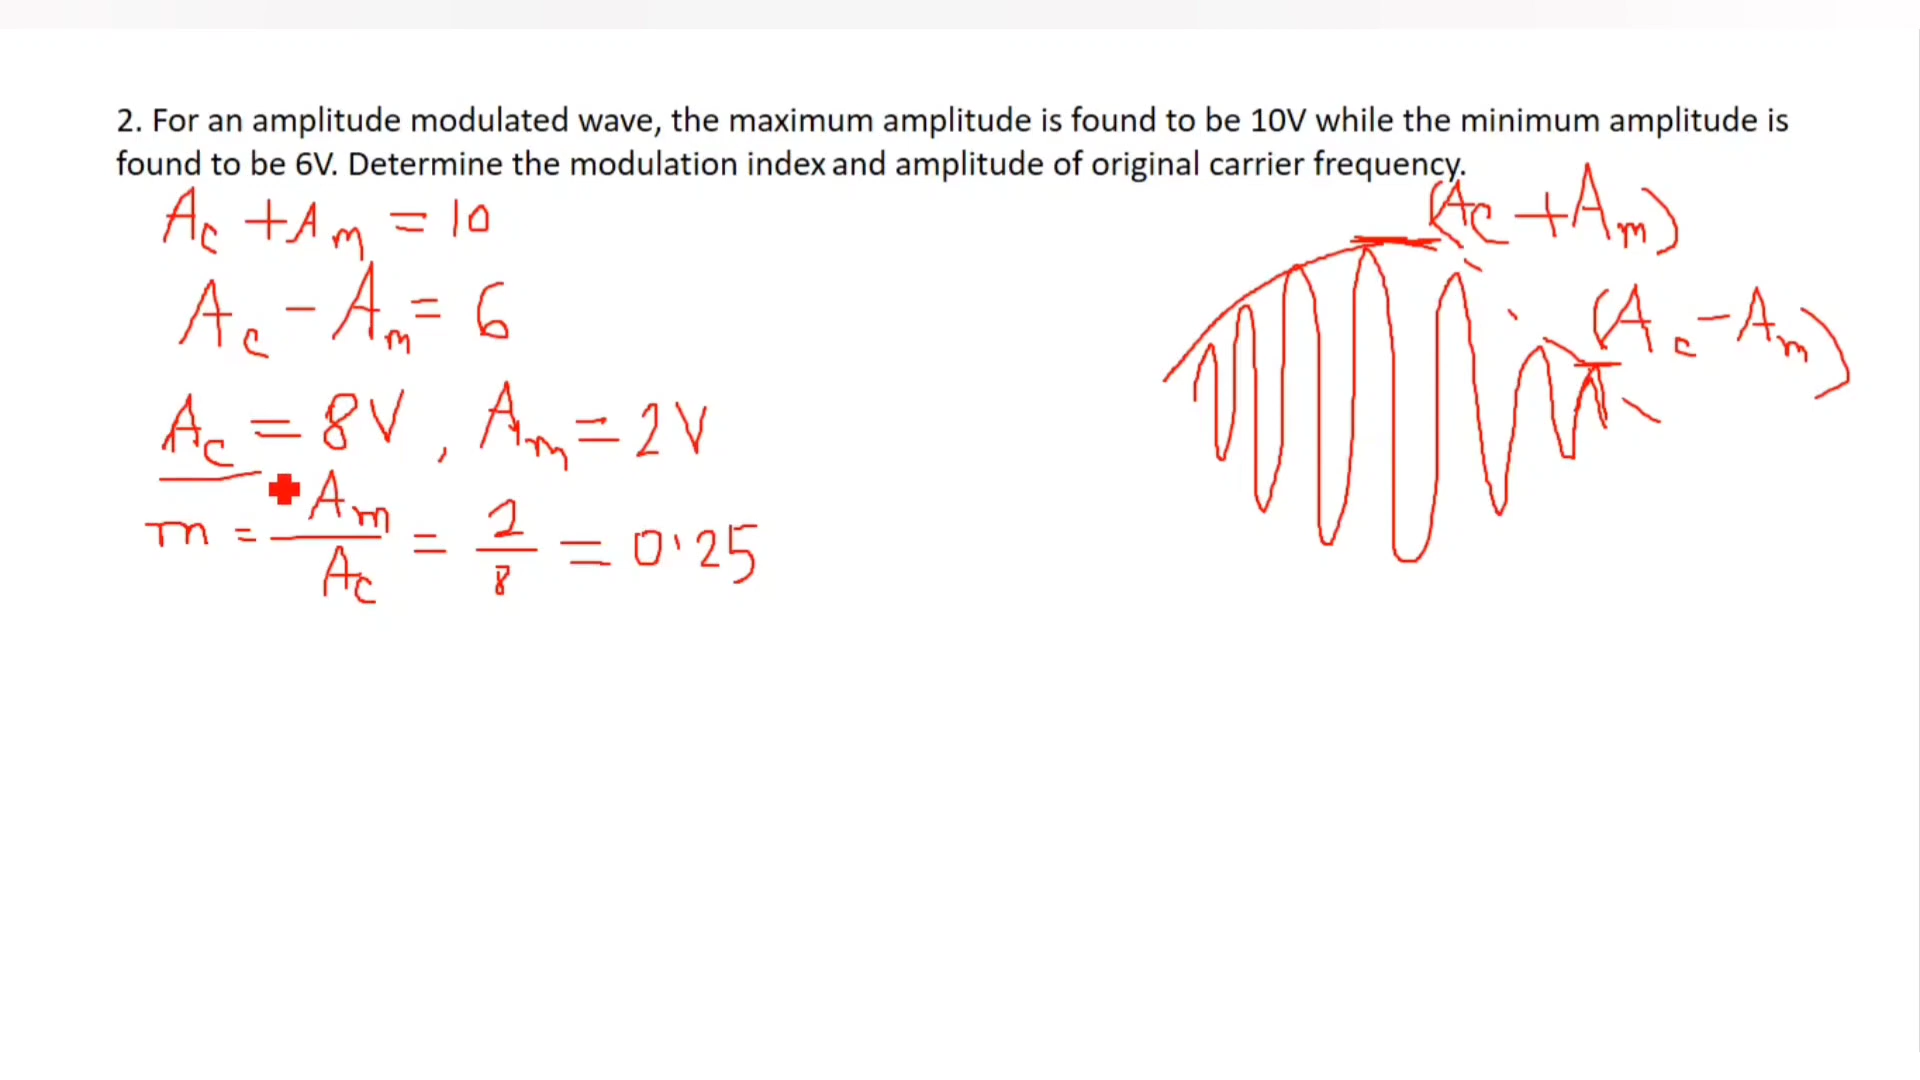 2. For an amplitude modulated wave, the maximum amplitude is found to be 10V while the minimum amplitude is
found to be 6V. Determine the modulation index and amplitude of original carrier frequency.
Ac + Am = 10
Ac - Am = 6
Ac = 8V, Am = 2V
m = Am/Ac = 2/8 = 0.25
(Ac + Am)
(Ac - Am)